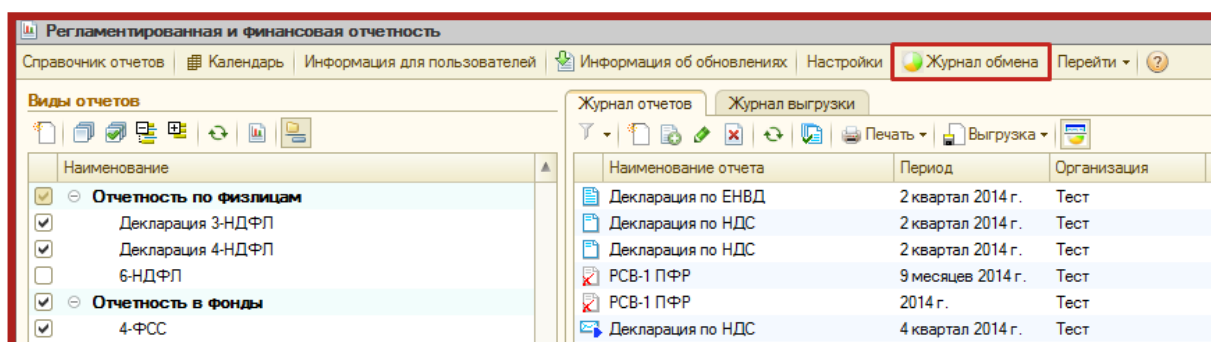 Регламентированная и финансовая отчетность
Справочник отчетов Календарь Информация для пользователей Информация об обновлениях Настройки Журнал обмена Перейти ?
Виды отчетов
Наименование
Отчетность по физлицам
Декларация 3-НДФЛ
Декларация 4-НДФЛ
6-НДФЛ
Отчетность в фонды
4-ФСС
Журнал отчетов Журнал выгрузки
Печать Выгрузка
Наименование отчета Период Организация
Декларация по ЕНВД 2 квартал 2014 г. Тест
Декларация по НДС 2 квартал 2014 г. Тест
Декларация по НДС 2 квартал 2014 г. Тест
РСВ-1 ПФР 9 месяцев 2014 г. Тест
РСВ-1 ПФР 2014 г. Тест
Декларация по НДС 4 квартал 2014 г. Тест